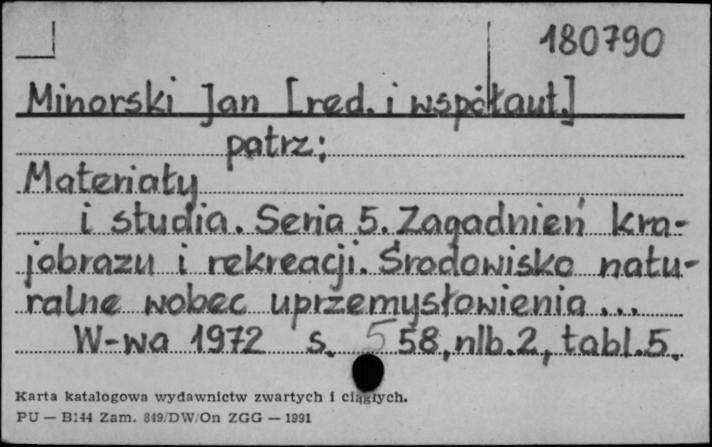 180790
Minorski Jan [red. i współaut.]
patrz;
Materiały
i studia. Seria 5. Zagadnień kra-
jobrazu i rekreacji. Środowisko natu-
ralne wobec uprzemysłowienia...
W-wa 1972 s. 558, nlb. 2, tabl. 5.
Karta katalogowa wydawnictw zwartych i ciągłych.
PU — B144 Zam. 849/DW/On ZGG — 1991